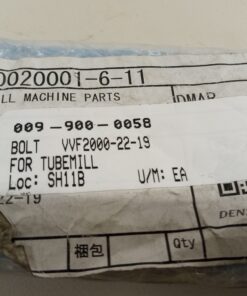 0020001-6-11
LL MACHINE PARTS
DMAR
009-900-0058
BOLT VVF2000-22-19
FOR TUBEMILL
Loc: SH11B U/M: EA
22-19
DEN
梱包
Qty